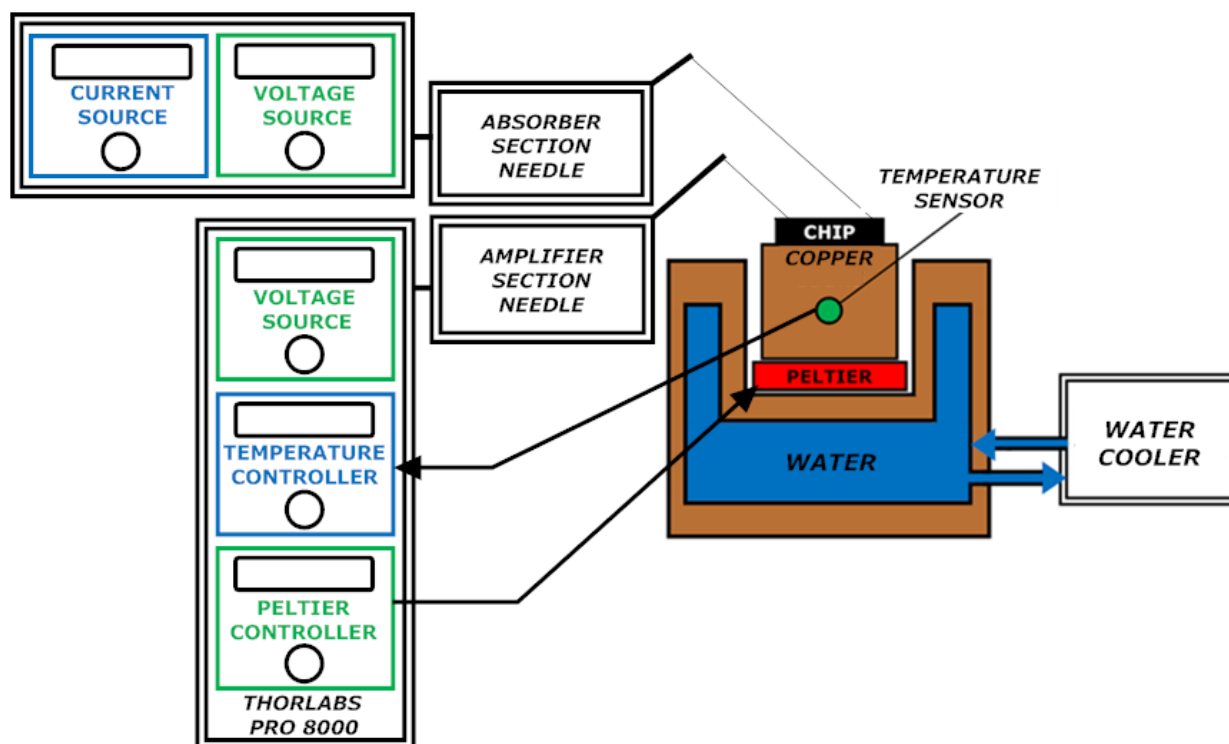 CURRENT
SOURCE
VOLTAGE
SOURCE
ABSORBER
SECTION
NEEDLE
TEMPERATURE
SENSOR
CHIP
COPPER
AMPLIFIER
SECTION
NEEDLE
VOLTAGE
SOURCE
PELTIER
WATER
WATER
COOLER
TEMPERATURE
CONTROLLER
PELTIER
CONTROLLER
THORLABS
PRO 8000